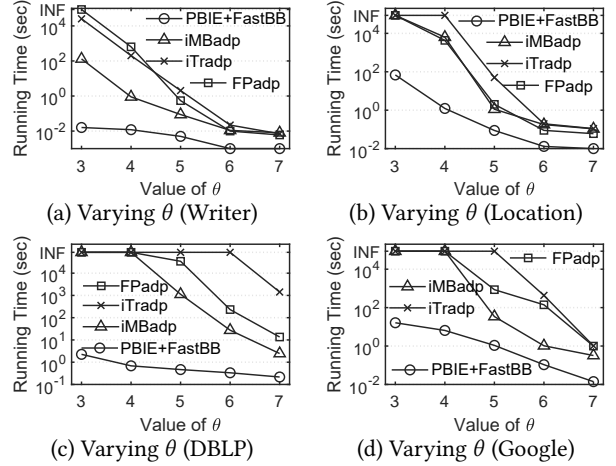 INF
10^4
10^2
10^0
10^-2
Running Time (sec)
PBIE+FastBB
iMBadp
iTradp
FPadp
3 4 5 6 7
Value of θ
(a) Varying θ (Writer)
INF
10^4
10^2
10^0
10^-2
Running Time (sec)
PBIE+FastBB
iMBadp
iTradp
FPadp
3 4 5 6 7
Value of θ
(b) Varying θ (Location)
INF
10^4
10^3
10^2
10^1
10^0
10^-1
Running Time (sec)
FPadp
iTradp
iMBadp
PBIE+FastBB
3 4 5 6 7
Value of θ
(c) Varying θ (DBLP)
INF
10^4
10^2
10^0
10^-2
Running Time (sec)
FPadp
iMBadp
iTradp
PBIE+FastBB
3 4 5 6 7
Value of θ
(d) Varying θ (Google)